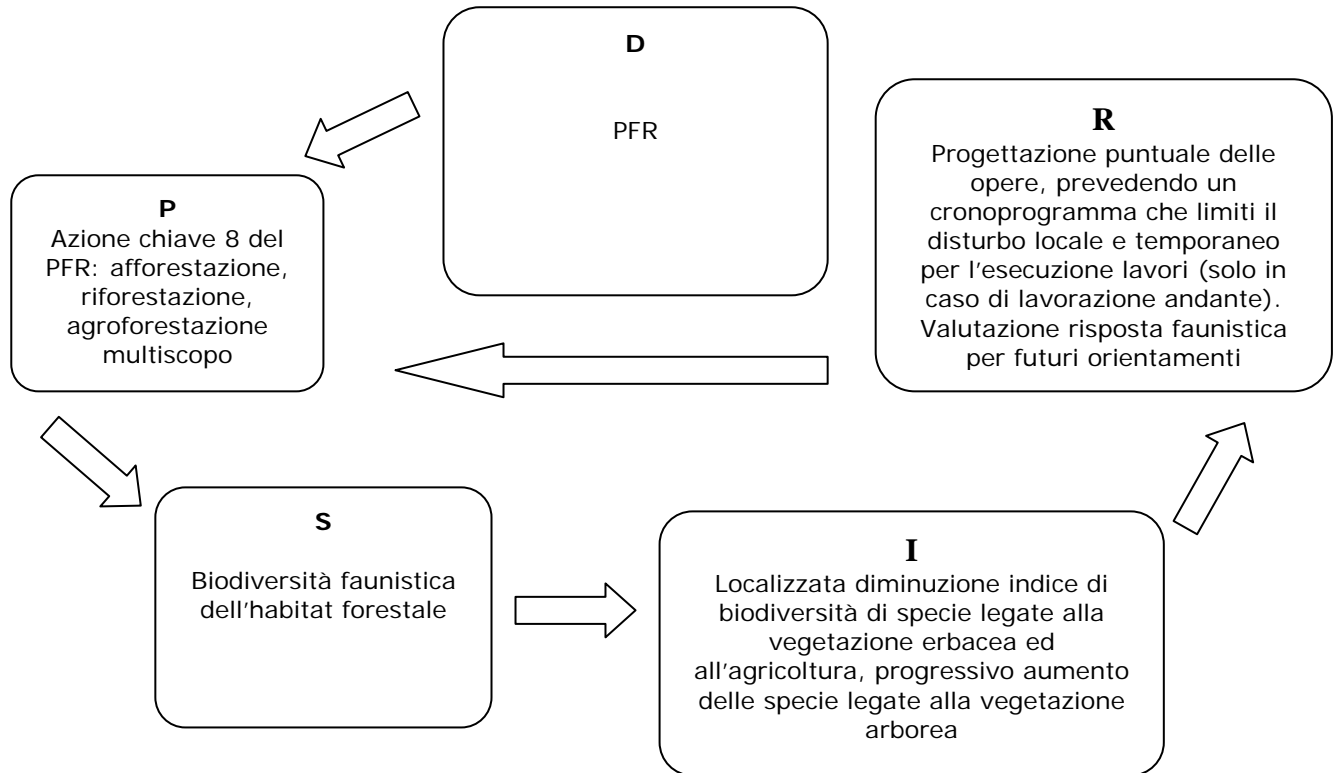 D
PFR
R
Progettazione puntuale delle
opere, prevedendo un
cronoprogramma che limiti il
disturbo locale e temporaneo
per l'esecuzione lavori (solo in
caso di lavorazione andante).
Valutazione risposta faunistica
per futuri orientamenti
P
Azione chiave 8 del
PFR: afforestazione,
riforestazione,
agroforestazione
multiscopo
S
Biodiversità faunistica
dell'habitat forestale
I
Localizzata diminuzione indice di
biodiversità di specie legate alla
vegetazione erbacea ed
all'agricoltura, progressivo aumento
delle specie legate alla vegetazione
arborea